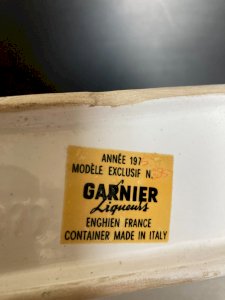 ANNÉE 197
MODÈLE EXCLUSIF N.
GARNIER
Liqueurs
ENGHIEN FRANCE
CONTAINER MADE IN ITALY